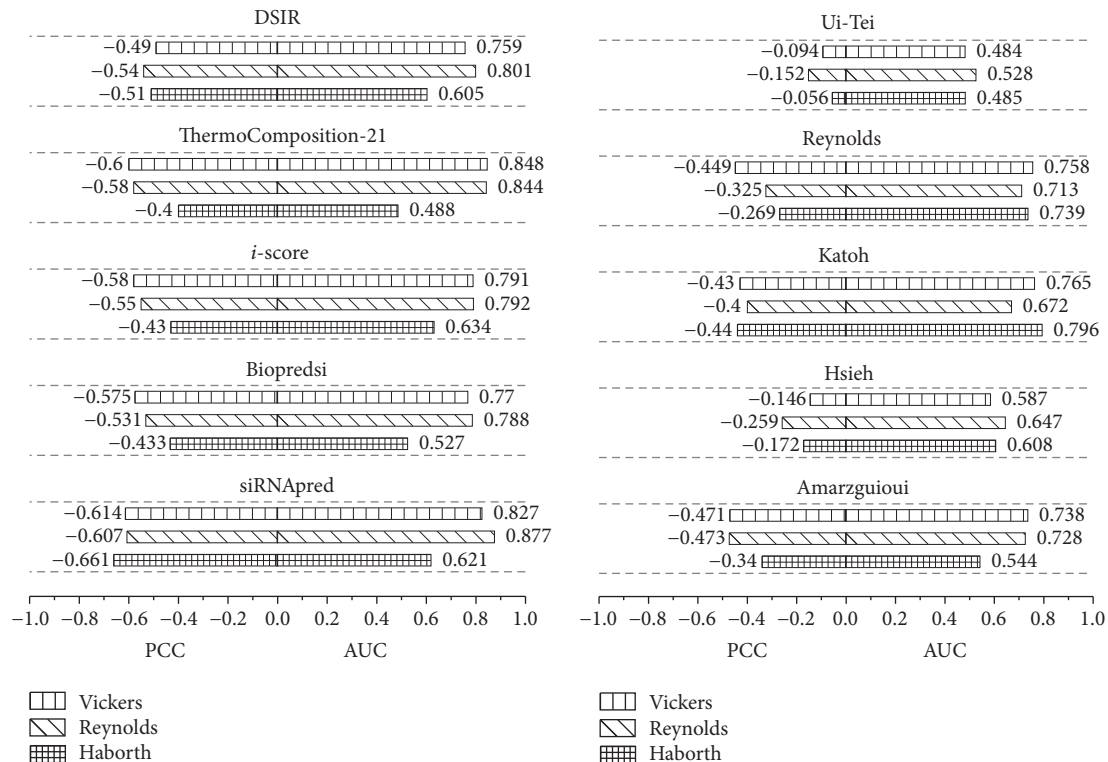 DSIR
−0.49 0.759
−0.54 0.801
−0.51 0.605
ThermoComposition-21
−0.6 0.848
−0.58 0.844
−0.4 0.488
i-score
−0.58 0.791
−0.55 0.792
−0.43 0.634
Biopredsi
−0.575 0.77
−0.531 0.788
−0.433 0.527
siRNApred
−0.614 0.827
−0.607 0.877
−0.661 0.621
−1.0 −0.8 −0.6 −0.4 −0.2 0.0 0.2 0.4 0.6 0.8 1.0
PCC AUC
Vickers
Reynolds
Haborth
Ui-Tei
−0.094 0.484
−0.152 0.528
−0.056 0.485
Reynolds
−0.449 0.758
−0.325 0.713
−0.269 0.739
Katoh
−0.43 0.765
−0.4 0.672
−0.44 0.796
Hsieh
−0.146 0.587
−0.259 0.647
−0.172 0.608
Amarzguioui
−0.471 0.738
−0.473 0.728
−0.34 0.544
−1.0 −0.8 −0.6 −0.4 −0.2 0.0 0.2 0.4 0.6 0.8 1.0
PCC AUC
Vickers
Reynolds
Haborth